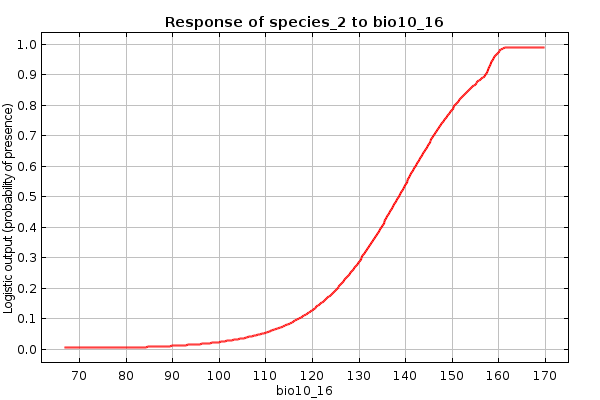 Response of species_2 to bio10_16
Logistic output (probability of presence)
1.0
0.9
0.8
0.7
0.6
0.5
0.4
0.3
0.2
0.1
0.0
70 80 90 100 110 120 130 140 150 160 170
bio10_16